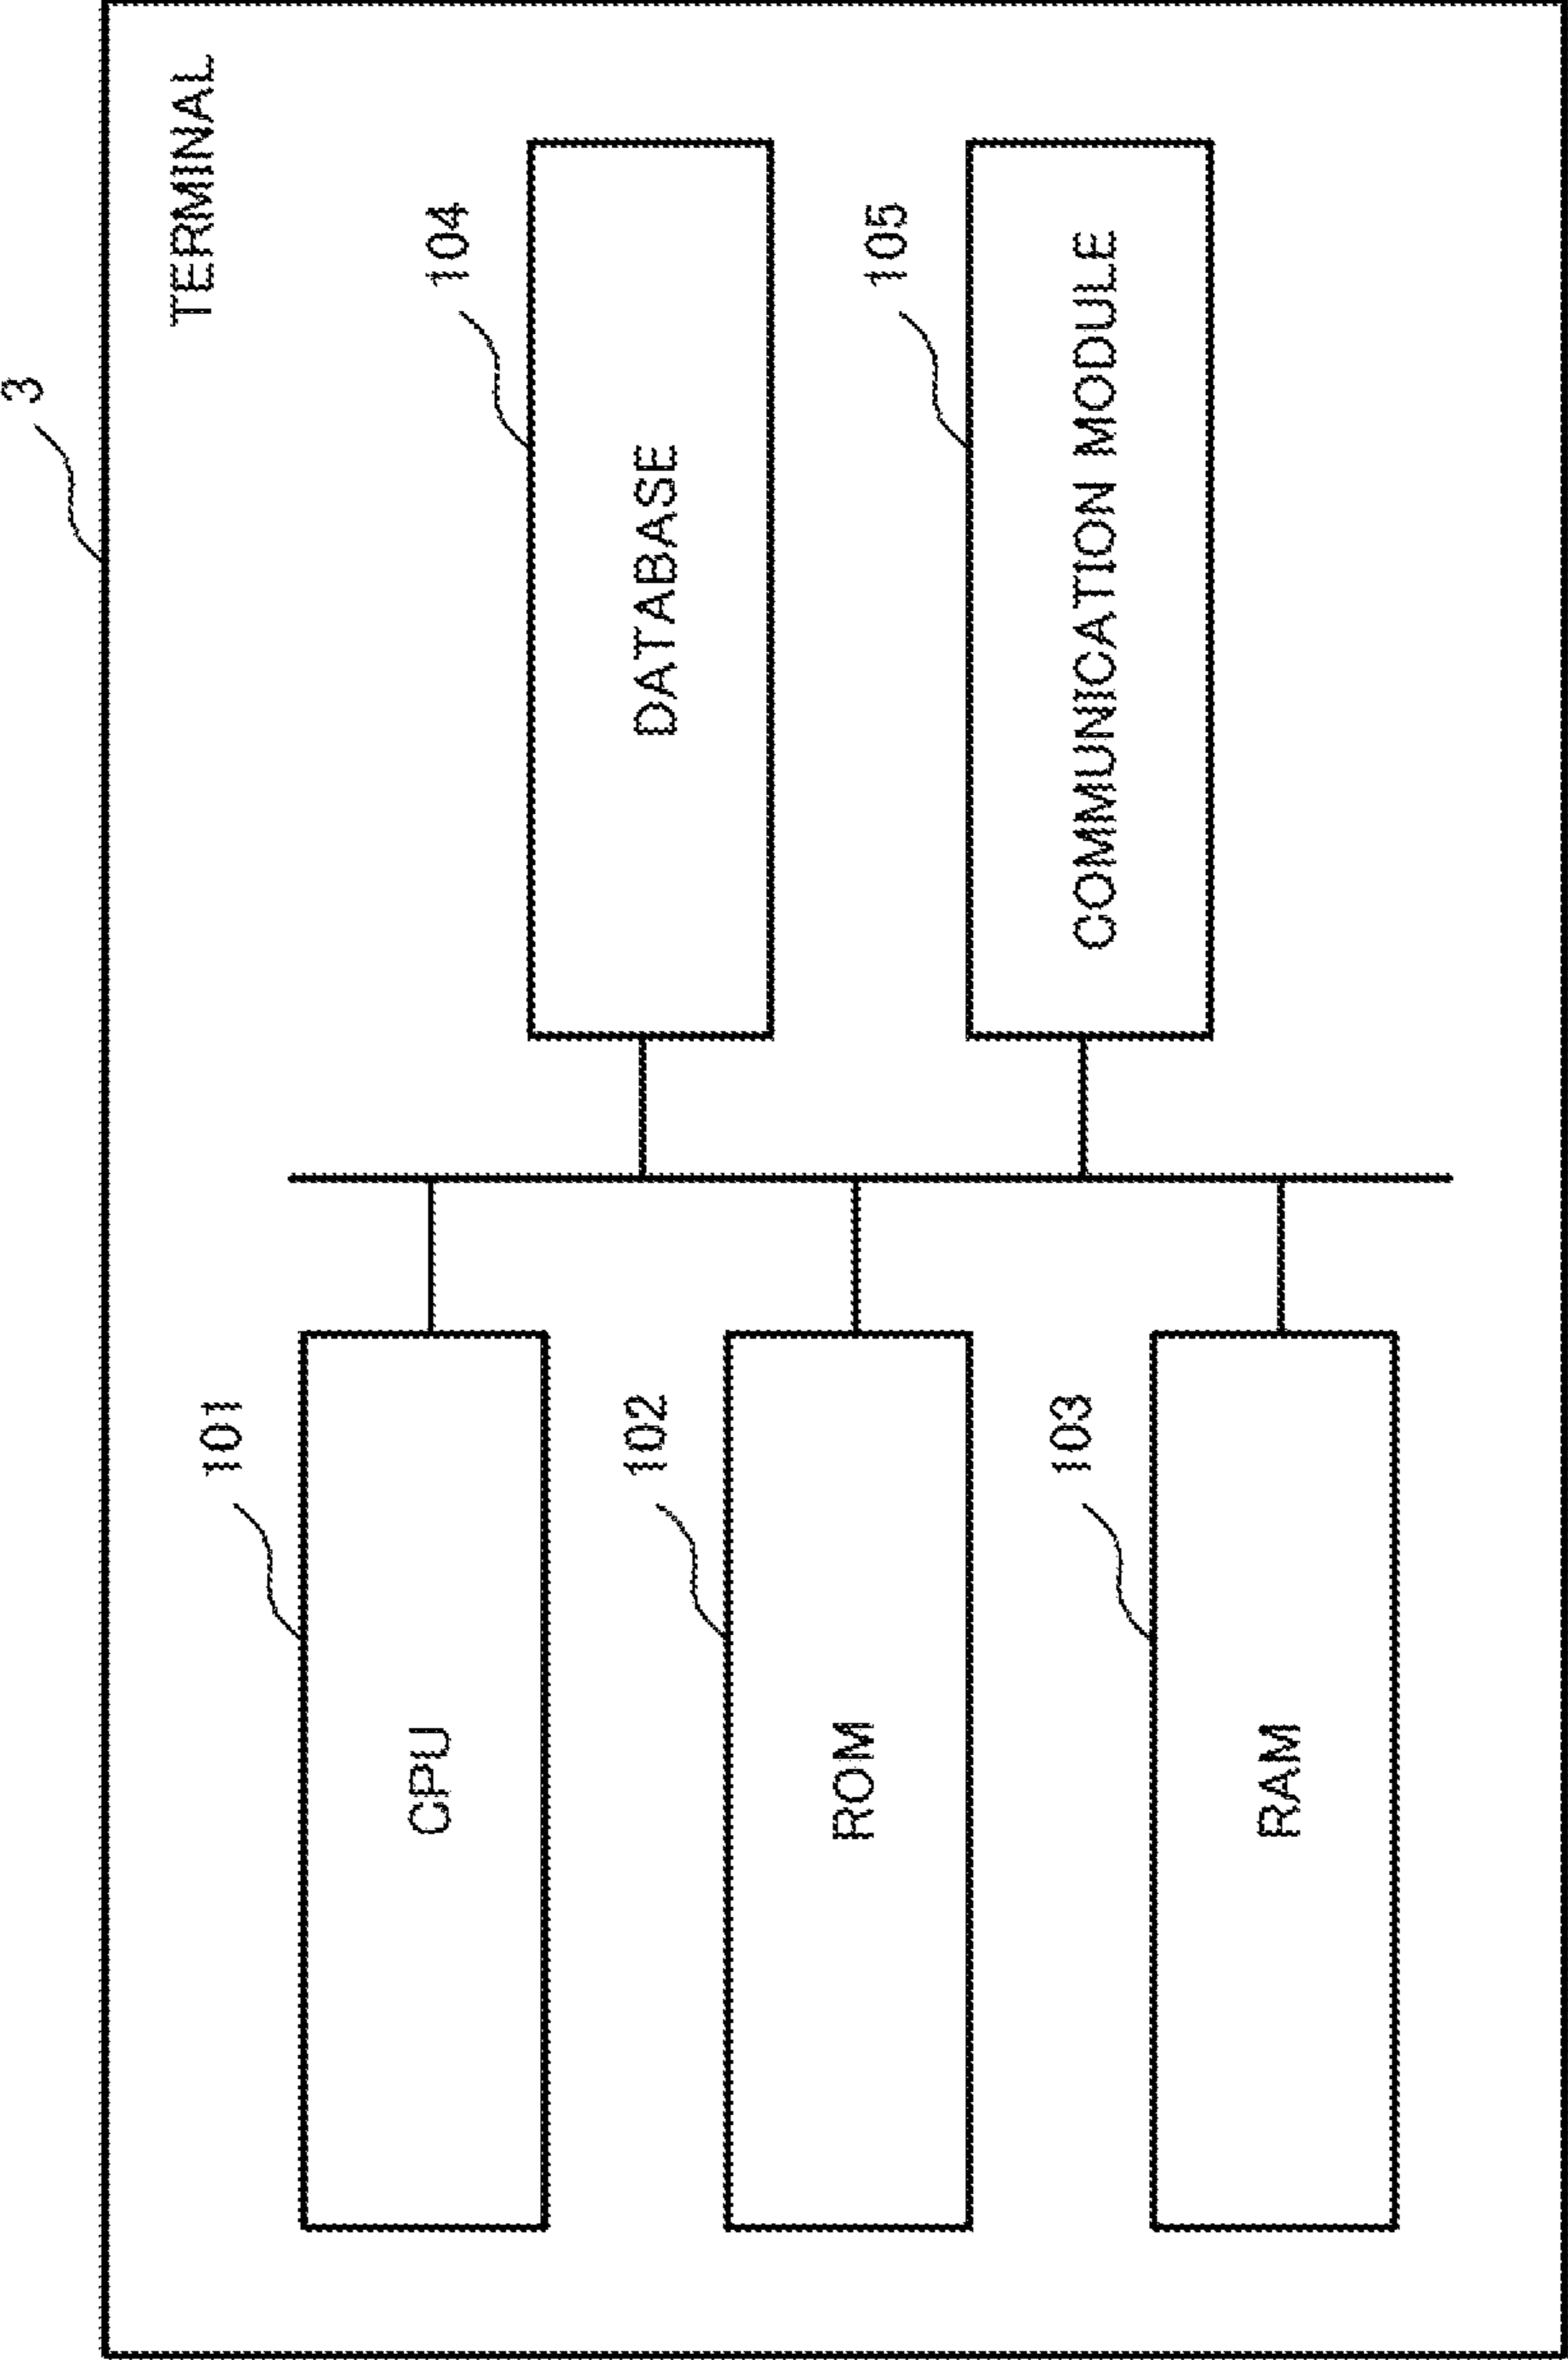 3
TERMINAL
101
CPU
104
DATABASE
102
ROM
105
COMMUNICATION MODULE
103
RAM